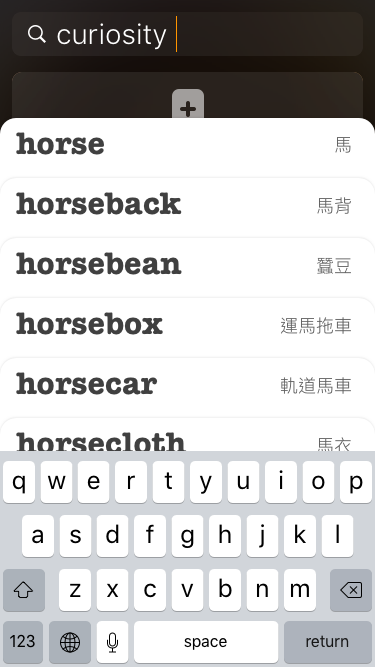 curiosity
horse 馬
horseback 馬背
horsebean 蠶豆
horsebox 運馬拖車
horsecar 軌道馬車
horsecloth 馬衣
q w e r t y u i o p
a s d f g h j k l
z x c v b n m
123 space return